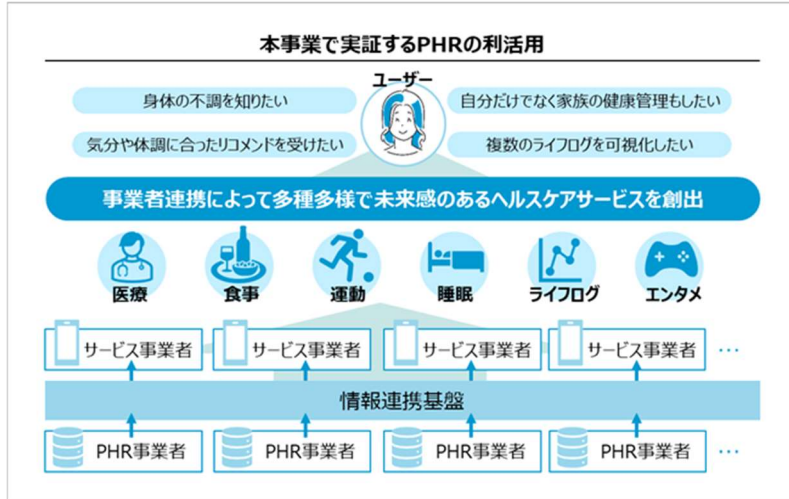 本事業で実証するPHRの利活用
ユーザー
身体の不調を知りたい
自分だけでなく家族の健康管理もしたい
気分や体調に合ったリコメンドを受けたい
複数のライフログを可視化したい
事業者連携によって多種多様で未来感のあるヘルスケアサービスを創出
医療
食事
運動
睡眠
ライフログ
エンタメ
サービス事業者
サービス事業者
サービス事業者
サービス事業者
…
情報連携基盤
PHR事業者
PHR事業者
PHR事業者
PHR事業者
…